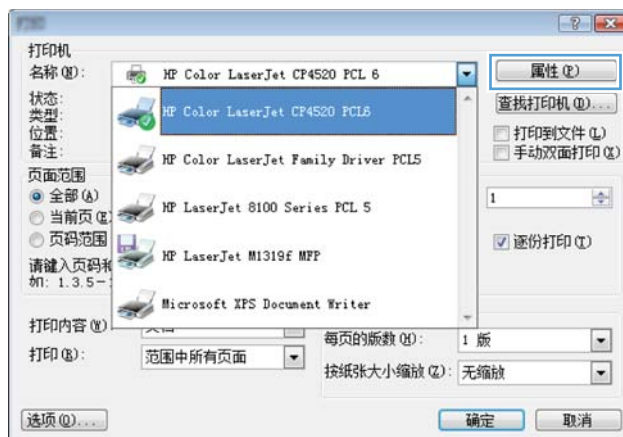 打印机
名称(N): HP Color LaserJet CP4520 PCL 6 属性(P)
状态:
类型:
位置:
备注:
HP Color LaserJet CP4520 PCL6
HP Color LaserJet Family Driver PCL5
HP LaserJet 8100 Series PCL 5
HP LaserJet M1319f MFP
Microsoft XPS Document Writer
查找打印机(D)...
打印到文件(L)
手动双面打印(X)
页面范围
全部(A)
当前页(E
页码范围
请键入页码和
如: 1.3.5-
1
逐份打印(T)
打印内容(W):
打印(R): 范围中所有页面
每页的版数(H): 1 版
按纸张大小缩放(Z): 无缩放
选项(O)... 确定 取消